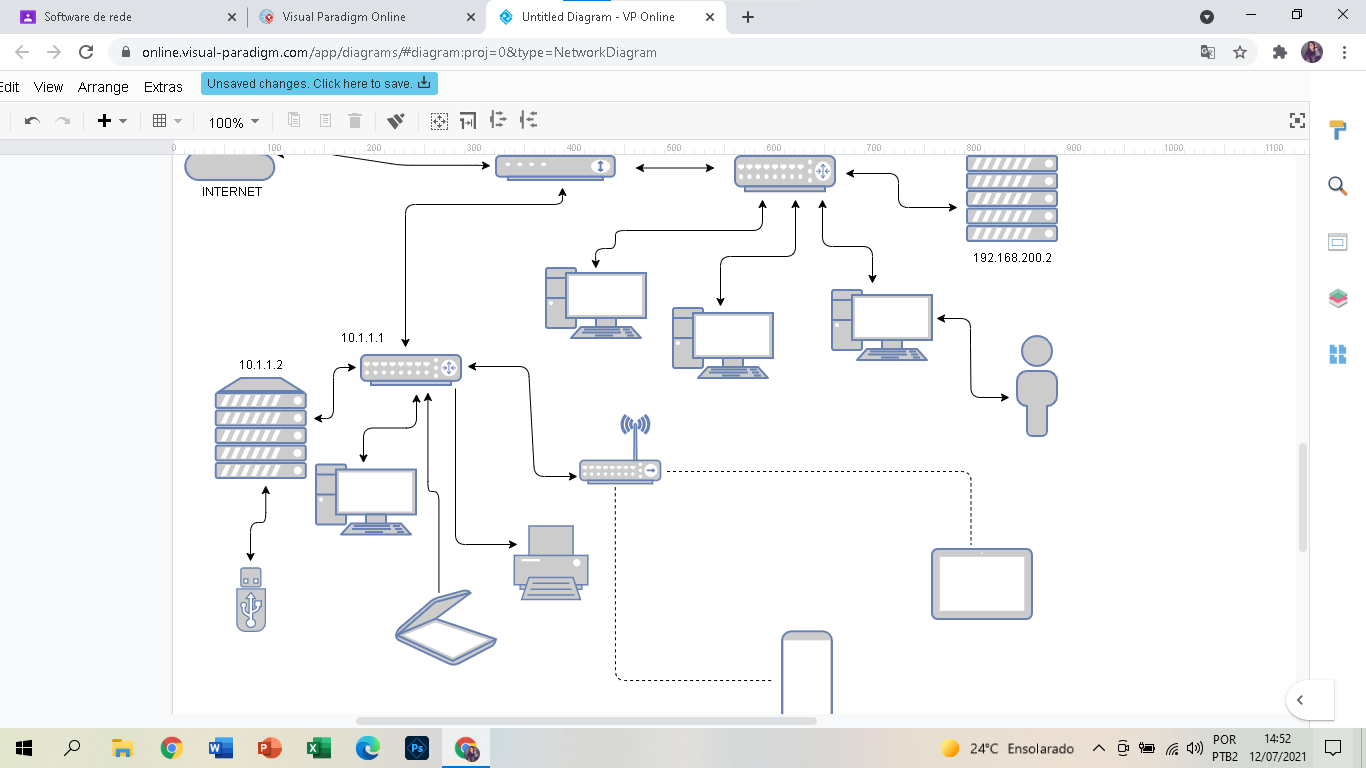 Software de rede
Visual Paradigm Online
Untitled Diagram - VP Online
online.visual-paradigm.com/app/diagrams/#diagram:proj=0&type=NetworkDiagram
Edit View Arrange Extras
Unsaved changes. Click here to save.
100%
0 100 200 300 400 500 600 700 800 900 1000 1100
INTERNET
192.168.200.2
10.1.1.1
10.1.1.2
24°C Ensolarado
POR
PTB2
14:52
12/07/2021